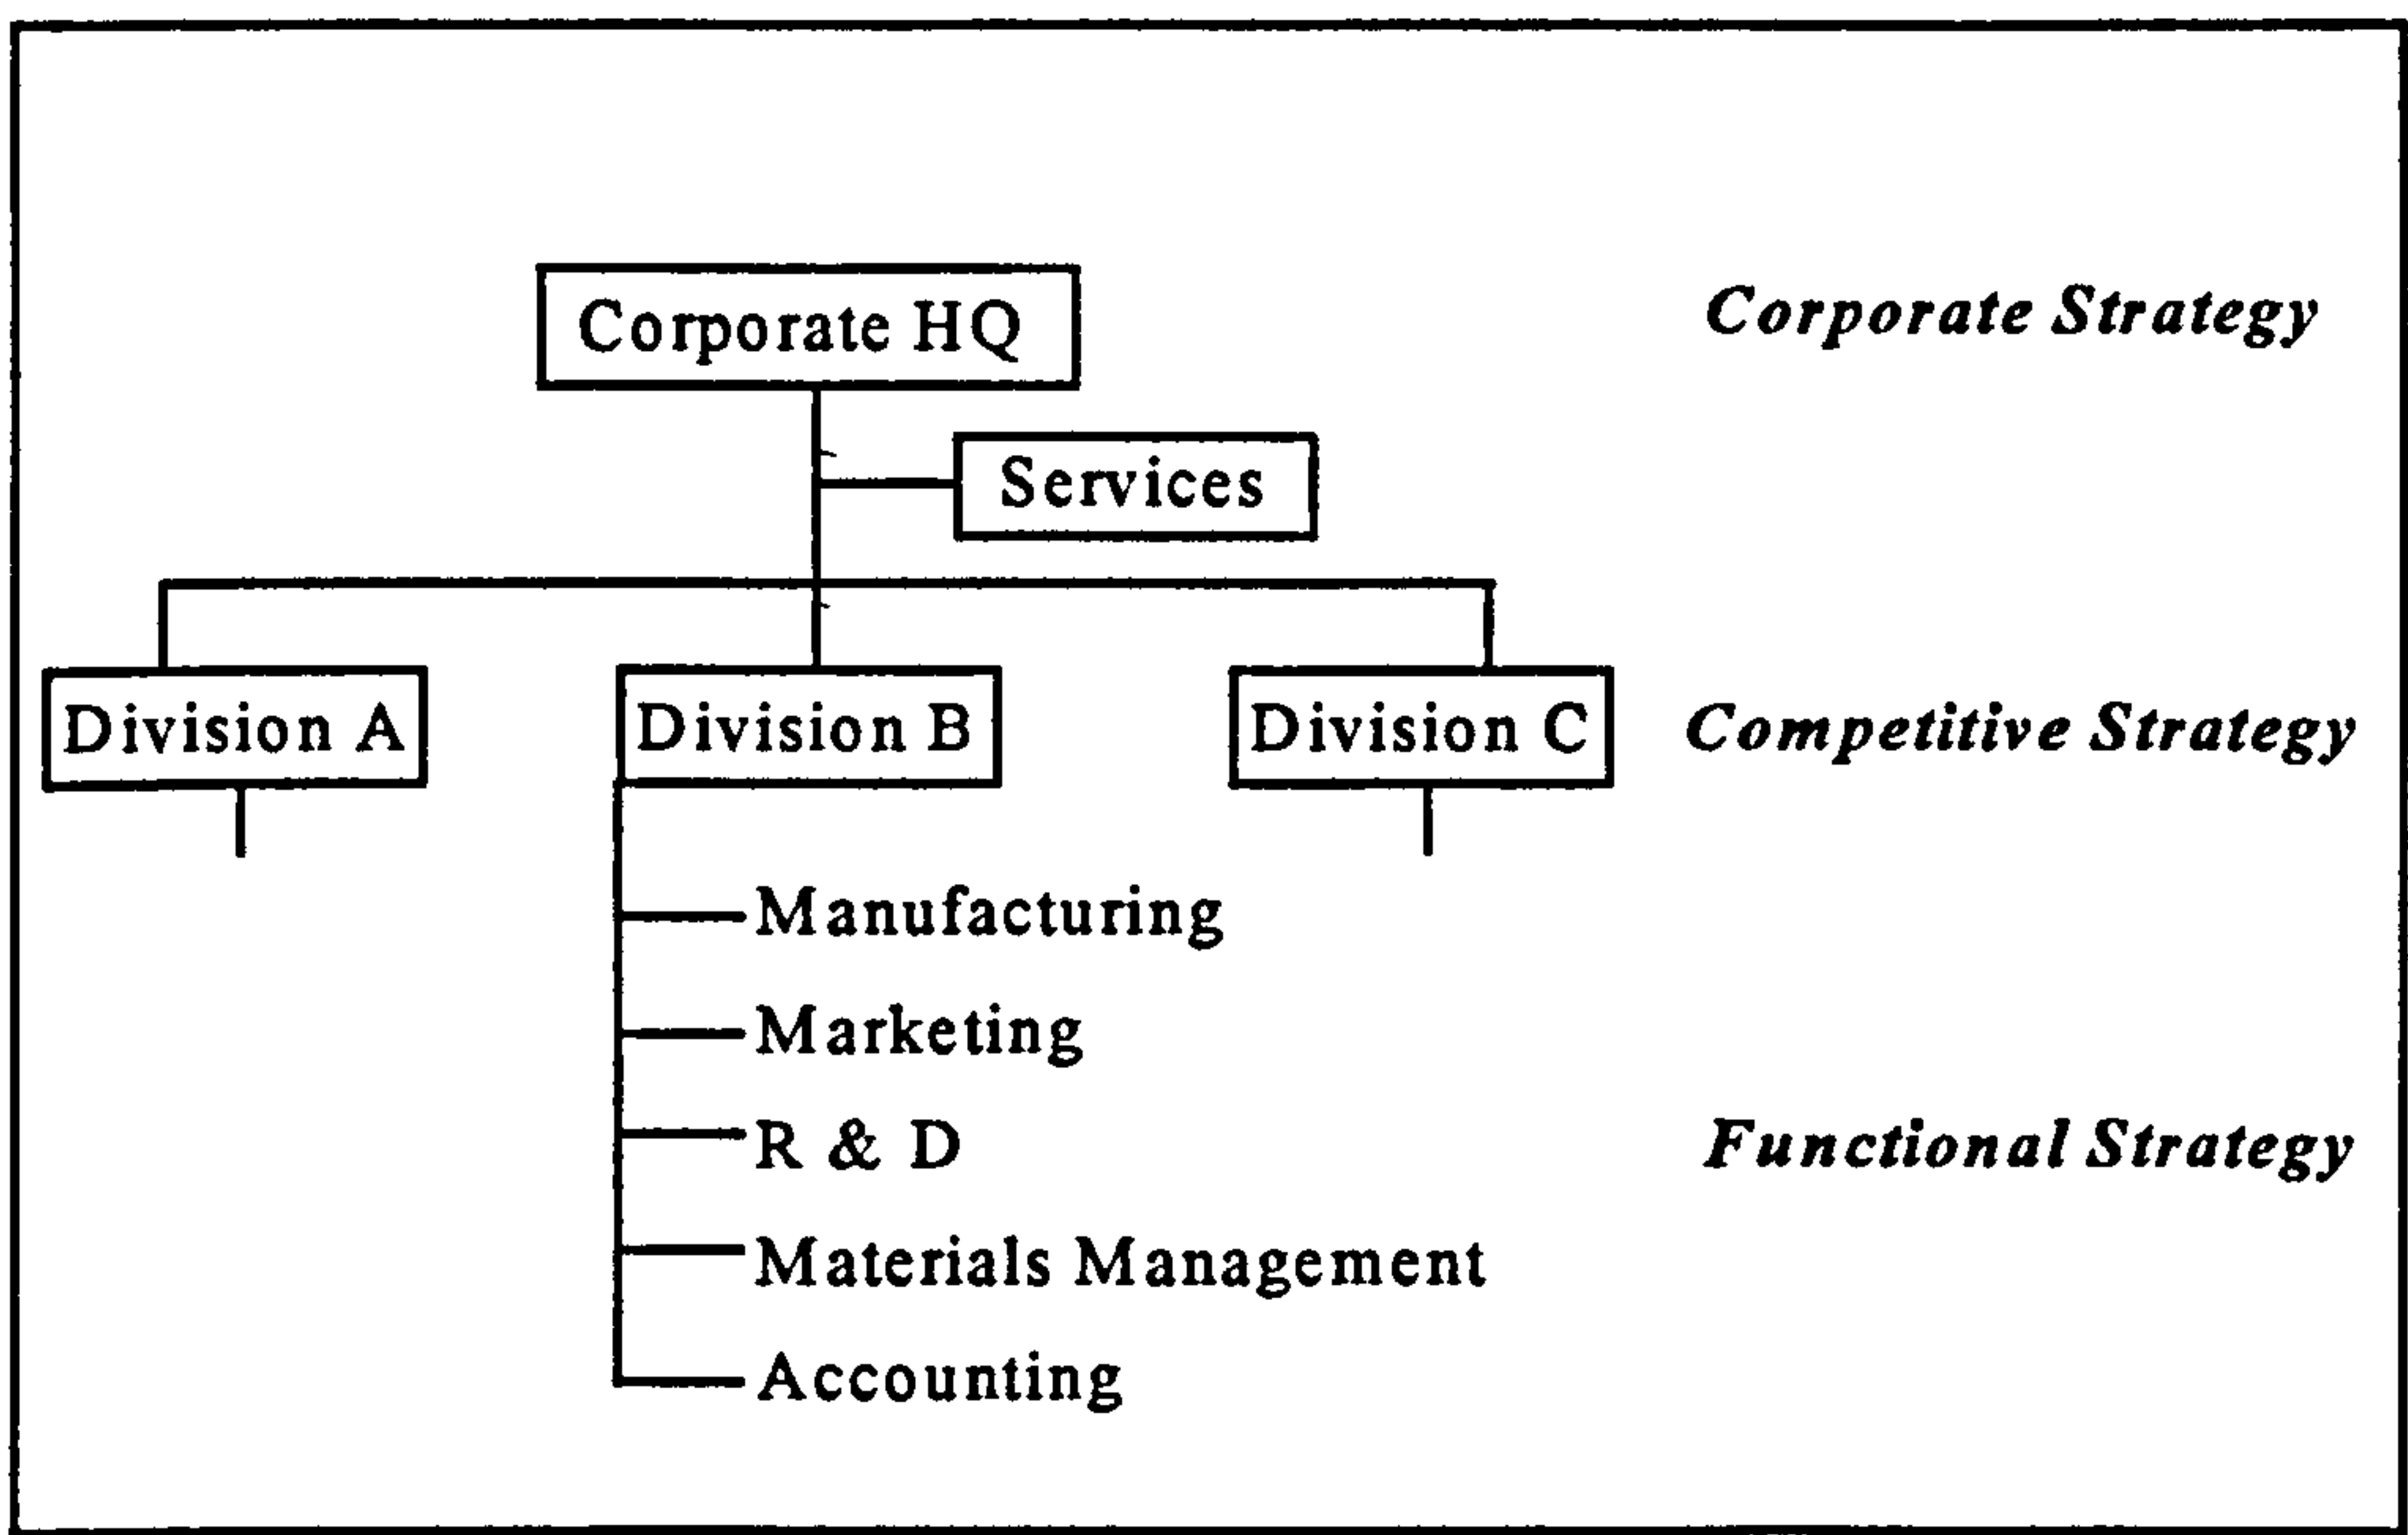 Corporate HQ
Corporate Strategy
Services
Division A
Division B
Division C
Competitive Strategy
Manufacturing
Marketing
R & D
Functional Strategy
Materials Management
Accounting